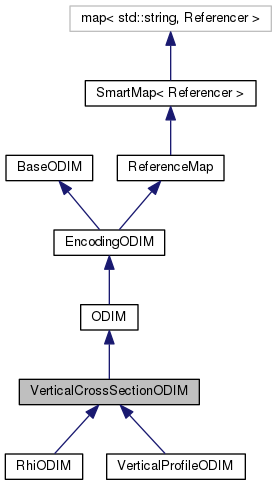 map< std::string, Referencer >
SmartMap< Referencer >
BaseODIM
ReferenceMap
EncodingODIM
ODIM
VerticalCrossSectionODIM
RhiODIM
VerticalProfileODIM